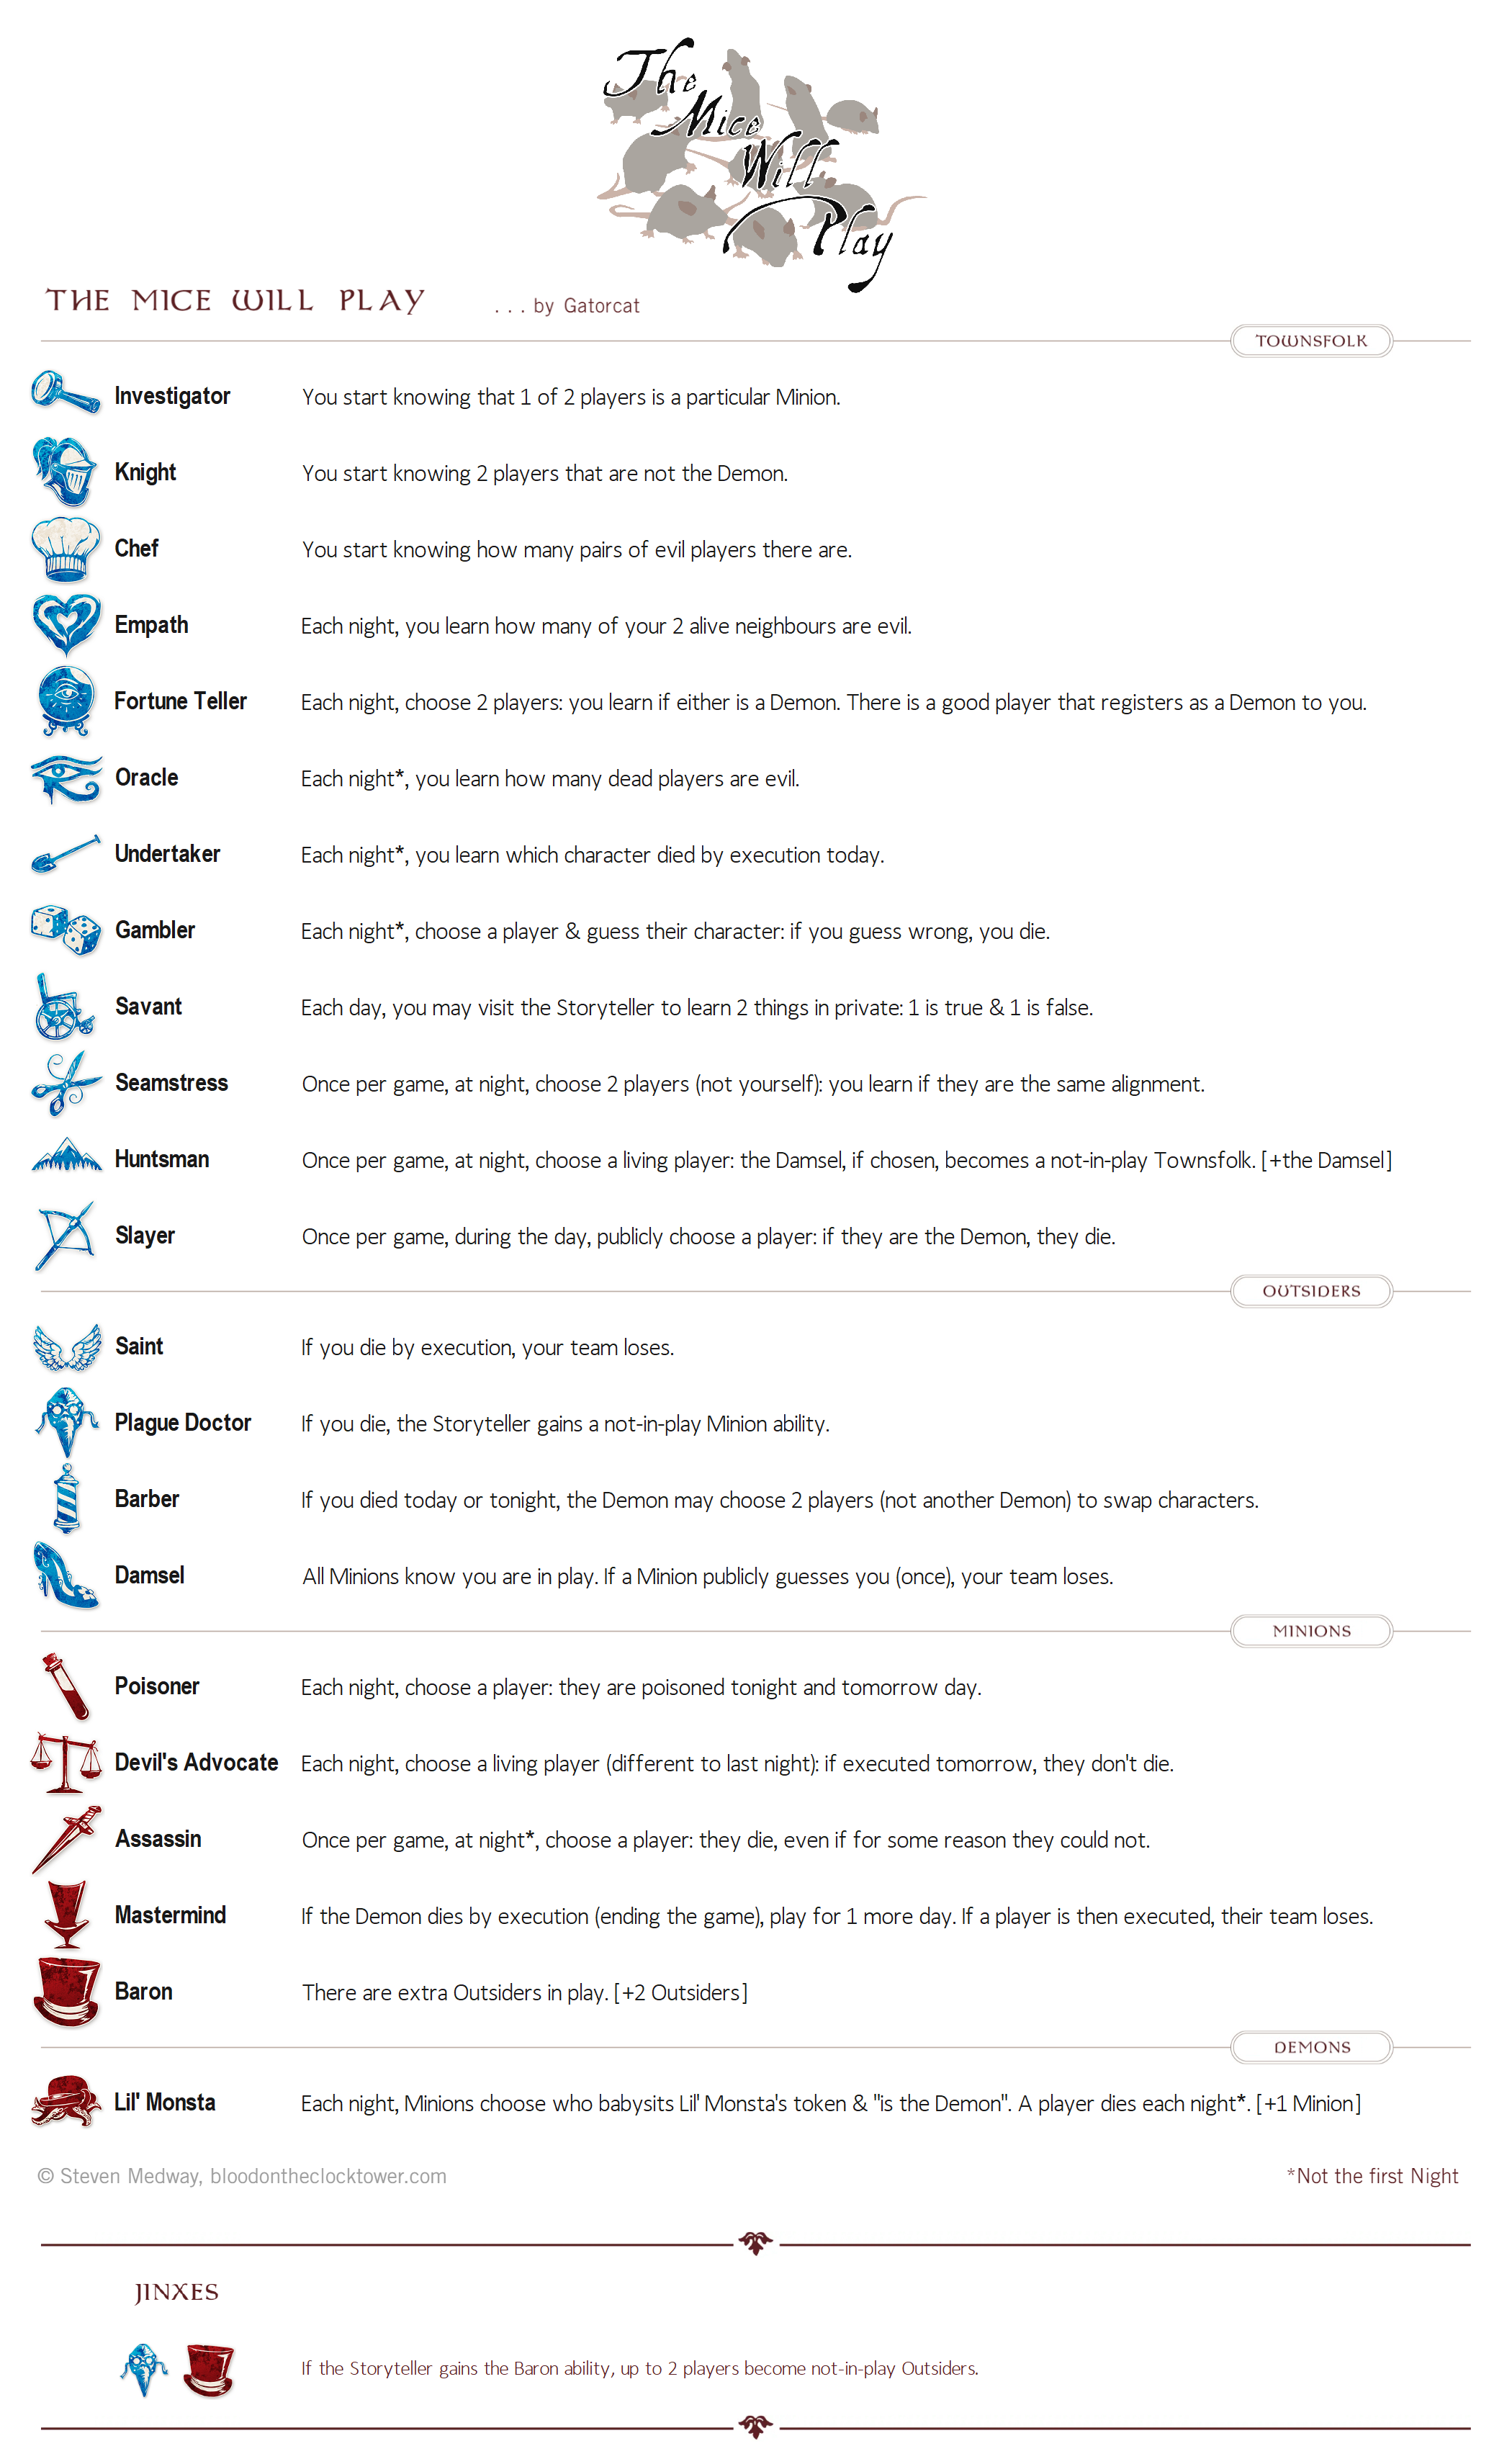 The
Mice
Will
Play
THE MICE WILL PLAY ... by Gatorcat
TOWNSFOLK
Investigator You start knowing that 1 of 2 players is a particular Minion.
Knight You start knowing 2 players that are not the Demon.
Chef You start knowing how many pairs of evil players there are.
Empath Each night, you learn how many of your 2 alive neighbours are evil.
Fortune Teller Each night, choose 2 players: you learn if either is a Demon. There is a good player that registers as a Demon to you.
Oracle Each night*, you learn how many dead players are evil.
Undertaker Each night*, you learn which character died by execution today.
Gambler Each night*, choose a player & guess their character: if you guess wrong, you die.
Savant Each day, you may visit the Storyteller to learn 2 things in private: 1 is true & 1 is false.
Seamstress Once per game, at night, choose 2 players (not yourself): you learn if they are the same alignment.
Huntsman Once per game, at night, choose a living player: the Damsel, if chosen, becomes a not-in-play Townsfolk. [+the Damsel]
Slayer Once per game, during the day, publicly choose a player: if they are the Demon, they die.
OUTSIDERS
Saint If you die by execution, your team loses.
Plague Doctor If you die, the Storyteller gains a not-in-play Minion ability.
Barber If you died today or tonight, the Demon may choose 2 players (not another Demon) to swap characters.
Damsel All Minions know you are in play. If a Minion publicly guesses you (once), your team loses.
MINIONS
Poisoner Each night, choose a player: they are poisoned tonight and tomorrow day.
Devil's Advocate Each night, choose a living player (different to last night): if executed tomorrow, they don't die.
Assassin Once per game, at night*, choose a player: they die, even if for some reason they could not.
Mastermind If the Demon dies by execution (ending the game), play for 1 more day. If a player is then executed, their team loses.
Baron There are extra Outsiders in play. [+2 Outsiders]
DEMONS
Lil' Monsta Each night, Minions choose who babysits Lil' Monsta's token & "is the Demon". A player dies each night*. [+1 Minion]
© Steven Medway, bloodontheclocktower.com *Not the first Night
JINXES
If the Storyteller gains the Baron ability, up to 2 players become not-in-play Outsiders.